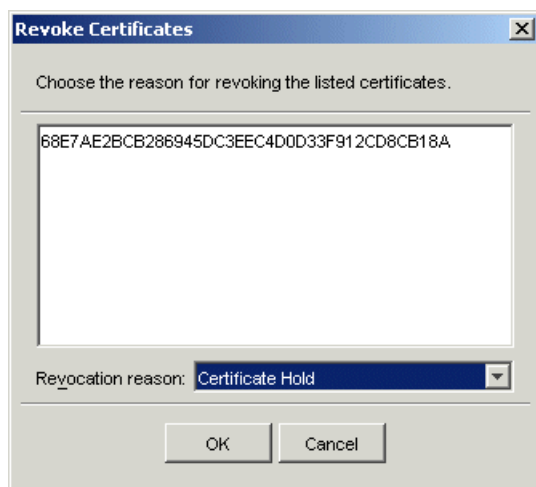 Revoke Certificates
Choose the reason for revoking the listed certificates.
68E7AE2BCB286945DC3EEC4D0D33F912CD8CB18A
Revocation reason: Certificate Hold
OK Cancel